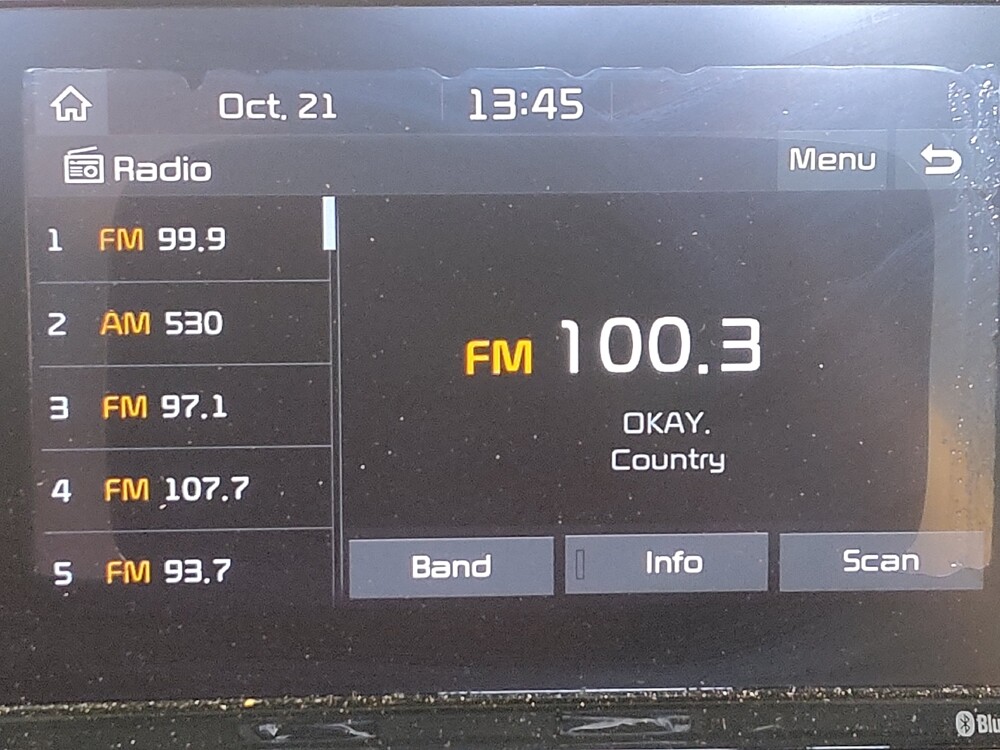 Oct. 21 13:45
Radio Menu
1 FM 99.9
2 AM 530
3 FM 97.1
4 FM 107.7
5 FM 93.7
FM 100.3
OKAY.
Country
Band Info Scan
Blu